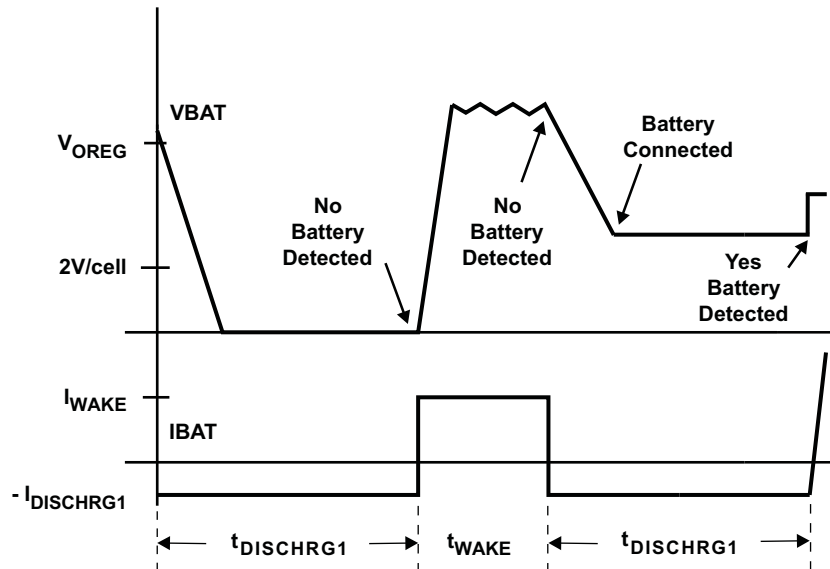 VBAT
VOREG
2V/cell
No
Battery
Detected
No
Battery
Detected
Battery
Connected
Yes
Battery
Detected
IWAKE
IBAT
- IDISCHRG1
tDISCHRG1
tWAKE
tDISCHRG1